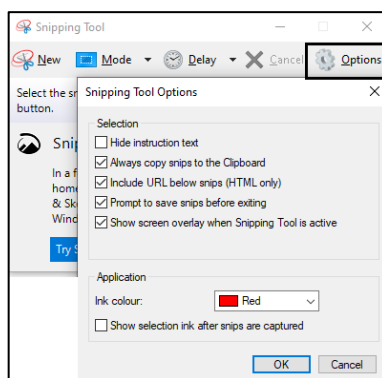 Snipping Tool
New Mode Delay Cancel Options
Select the
button.
Snipping Tool Options
Selection
Hide instruction text
Always copy snips to the Clipboard
Include URL below snips (HTML only)
Prompt to save snips before exiting
Show screen overlay when Snipping Tool is active
In a
& Sk
Wind
Try
Application
Ink colour: Red
Show selection ink after snips are captured
OK Cancel